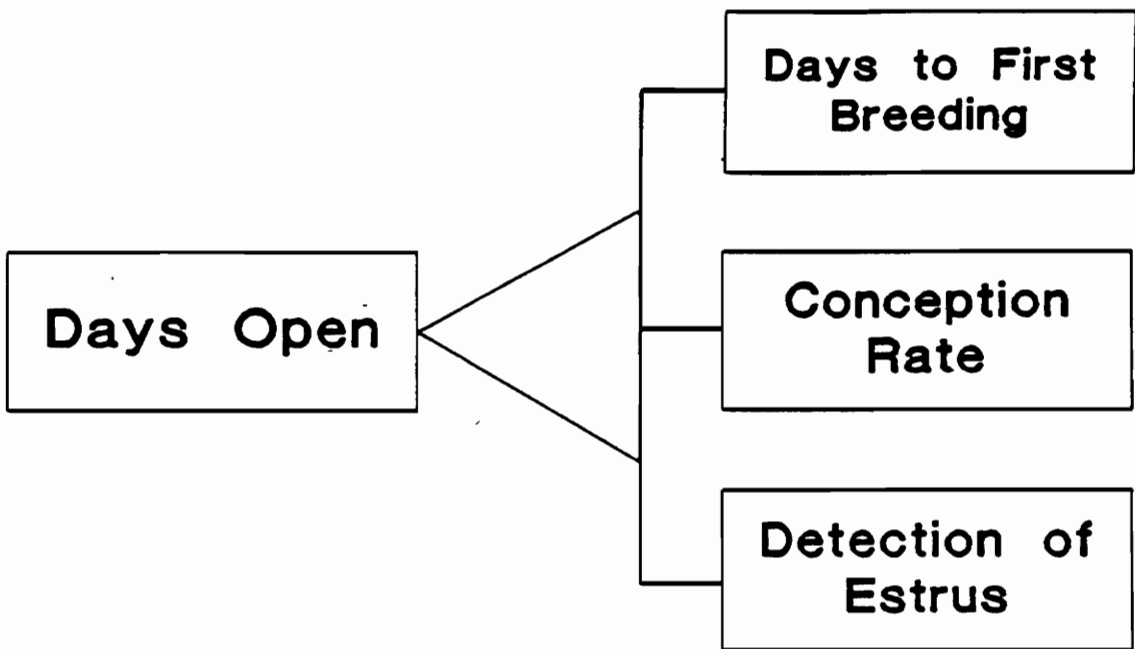 Days to First
Breeding
Days Open
Conception
Rate
Detection of
Estrus